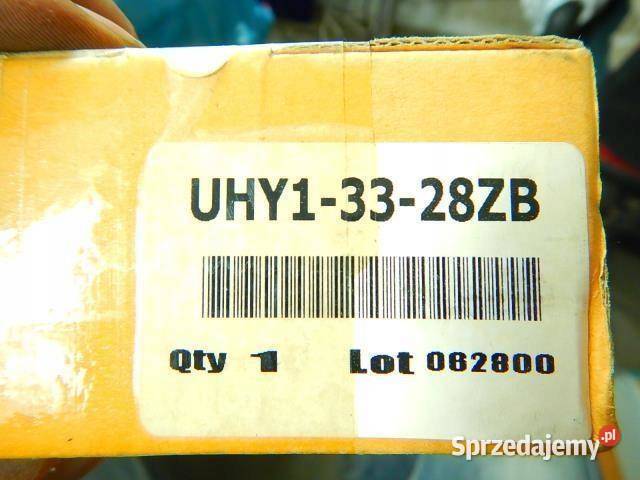 UHY1-33-28ZB
Qty 1 Lot 062800
Sprzedajemy.pl